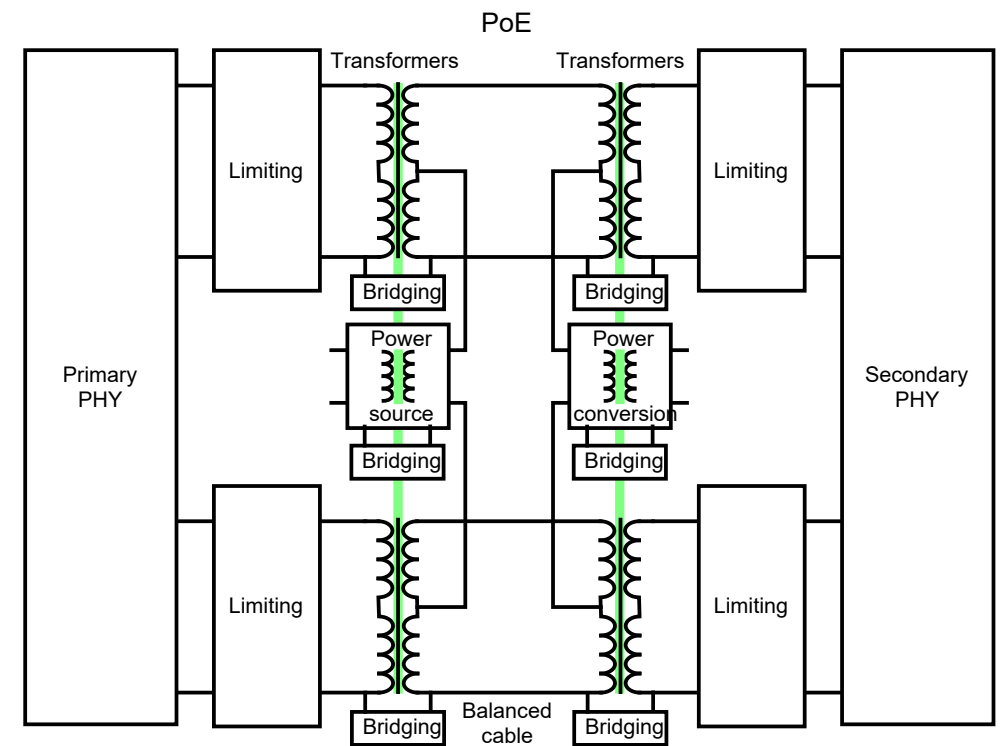 PoE
Transformers
Transformers
Limiting
Limiting
Bridging
Bridging
Power
source
Power
conversion
Primary
PHY
Secondary
PHY
Bridging
Bridging
Limiting
Limiting
Balanced
cable
Bridging
Bridging